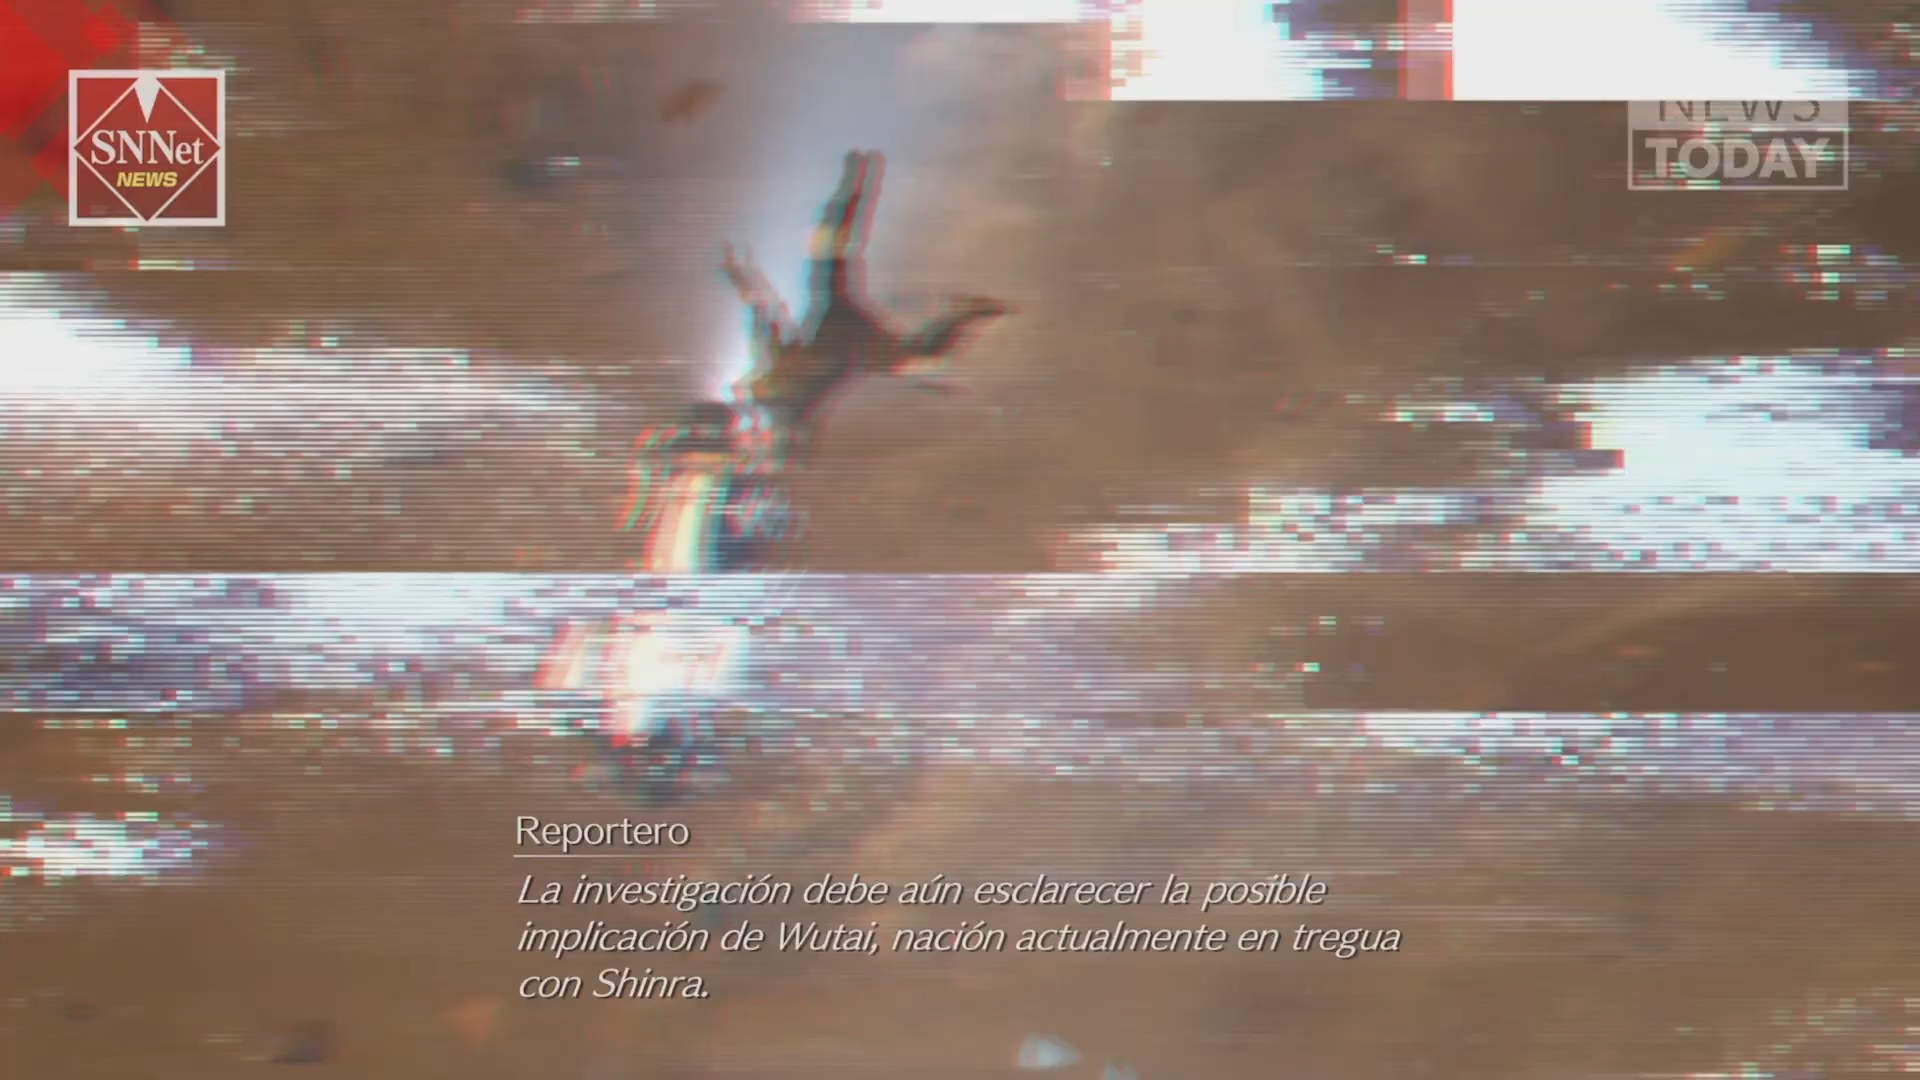 SNNet
NEWS
NEWS
TODAY
Reportero
La investigación debe aún esclarecer la posible
implicación de Wutai, nación actualmente en tregua
con Shinra.